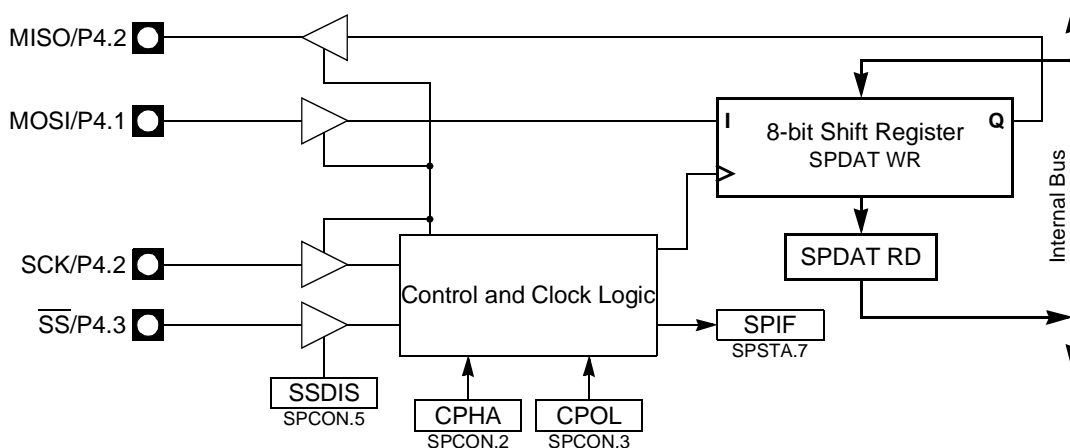 MISO/P4.2
MOSI/P4.1
I
8-bit Shift Register
Q
SPDAT WR
Internal Bus
SCK/P4.2
SPDAT RD
Control and Clock Logic
SS/P4.3
SPIF
SPSTA.7
SSDIS
SPCON.5
CPHA
SPCON.2
CPOL
SPCON.3